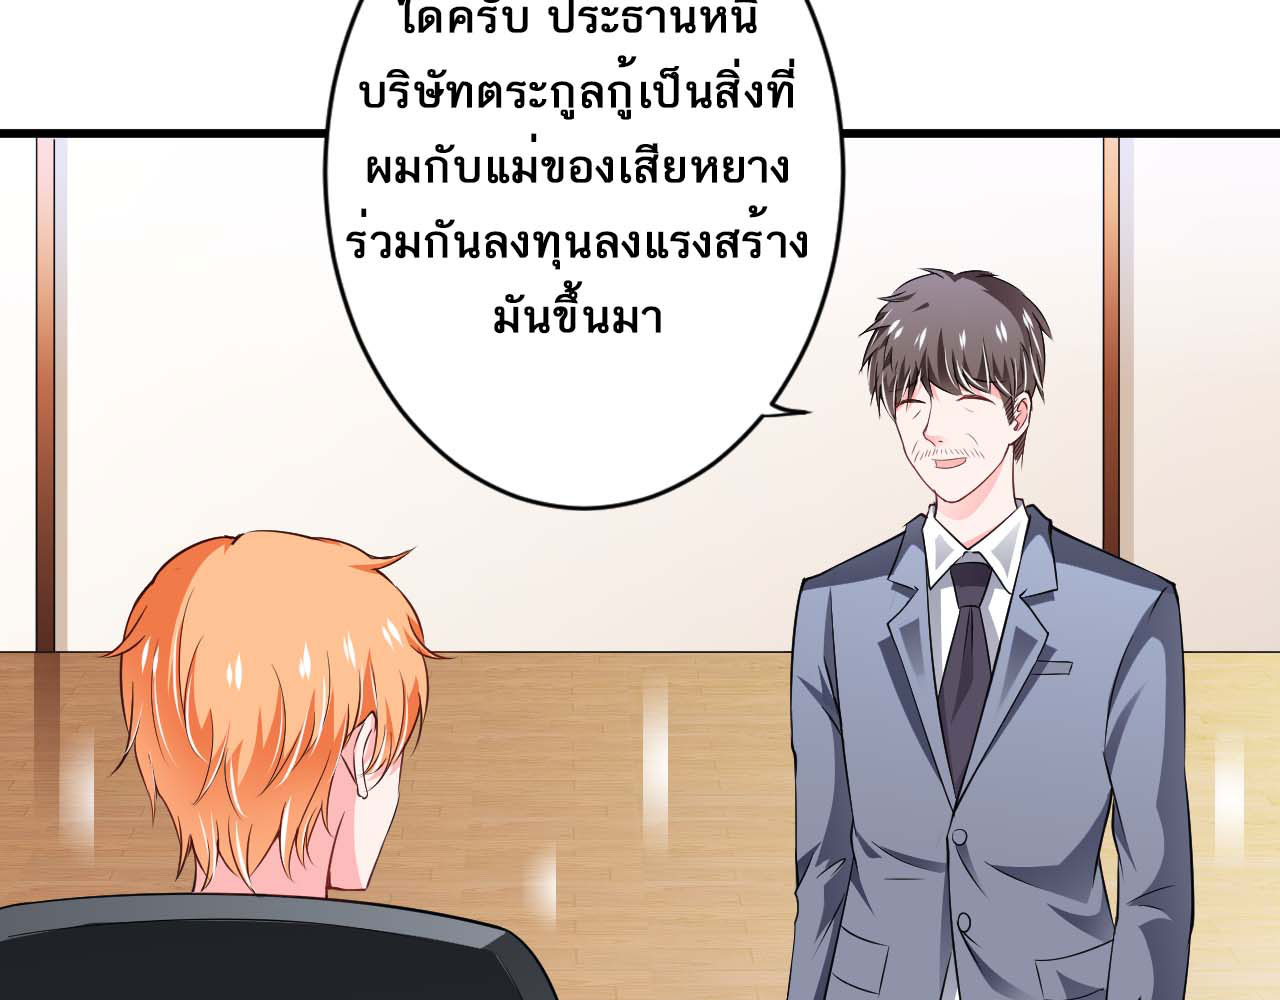 ใดครับ ประธานหนิ
บริษัทตระกูลกู้เป็นสิ่งที่
ผมกับแม่ของเสียหยาง
ร่วมกันลงทุนลงแรงสร้าง
มันขึ้นมา